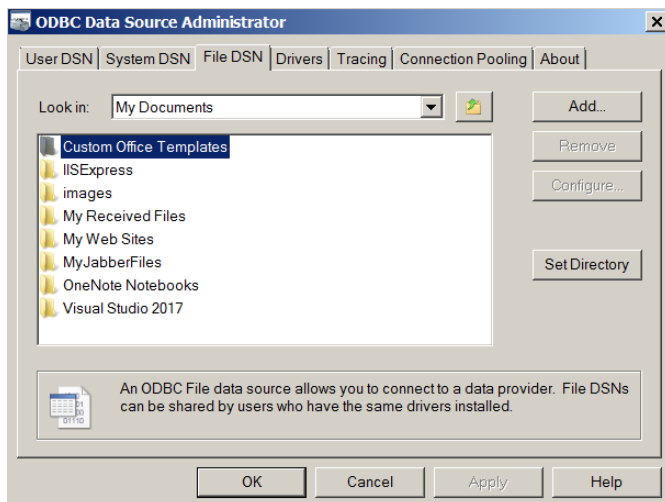 ODBC Data Source Administrator
User DSN System DSN File DSN Drivers Tracing Connection Pooling About
Look in: My Documents Add...
Custom Office Templates Remove
IISExpress
images Configure...
My Received Files
My Web Sites
MyJabberFiles Set Directory
OneNote Notebooks
Visual Studio 2017
An ODBC File data source allows you to connect to a data provider. File DSNs
can be shared by users who have the same drivers installed.
OK Cancel Apply Help